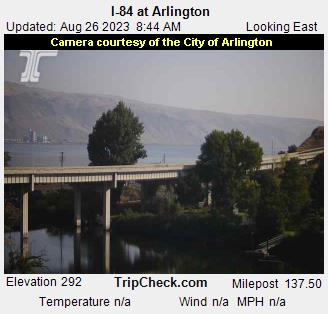 I-84 at Arlington
Updated: Aug 26 2023 8:44 AM Looking East
Camera courtesy of the City of Arlington
Elevation 292 TripCheck.com Milepost 137.50
Temperature n/a Wind n/a MPH n/a